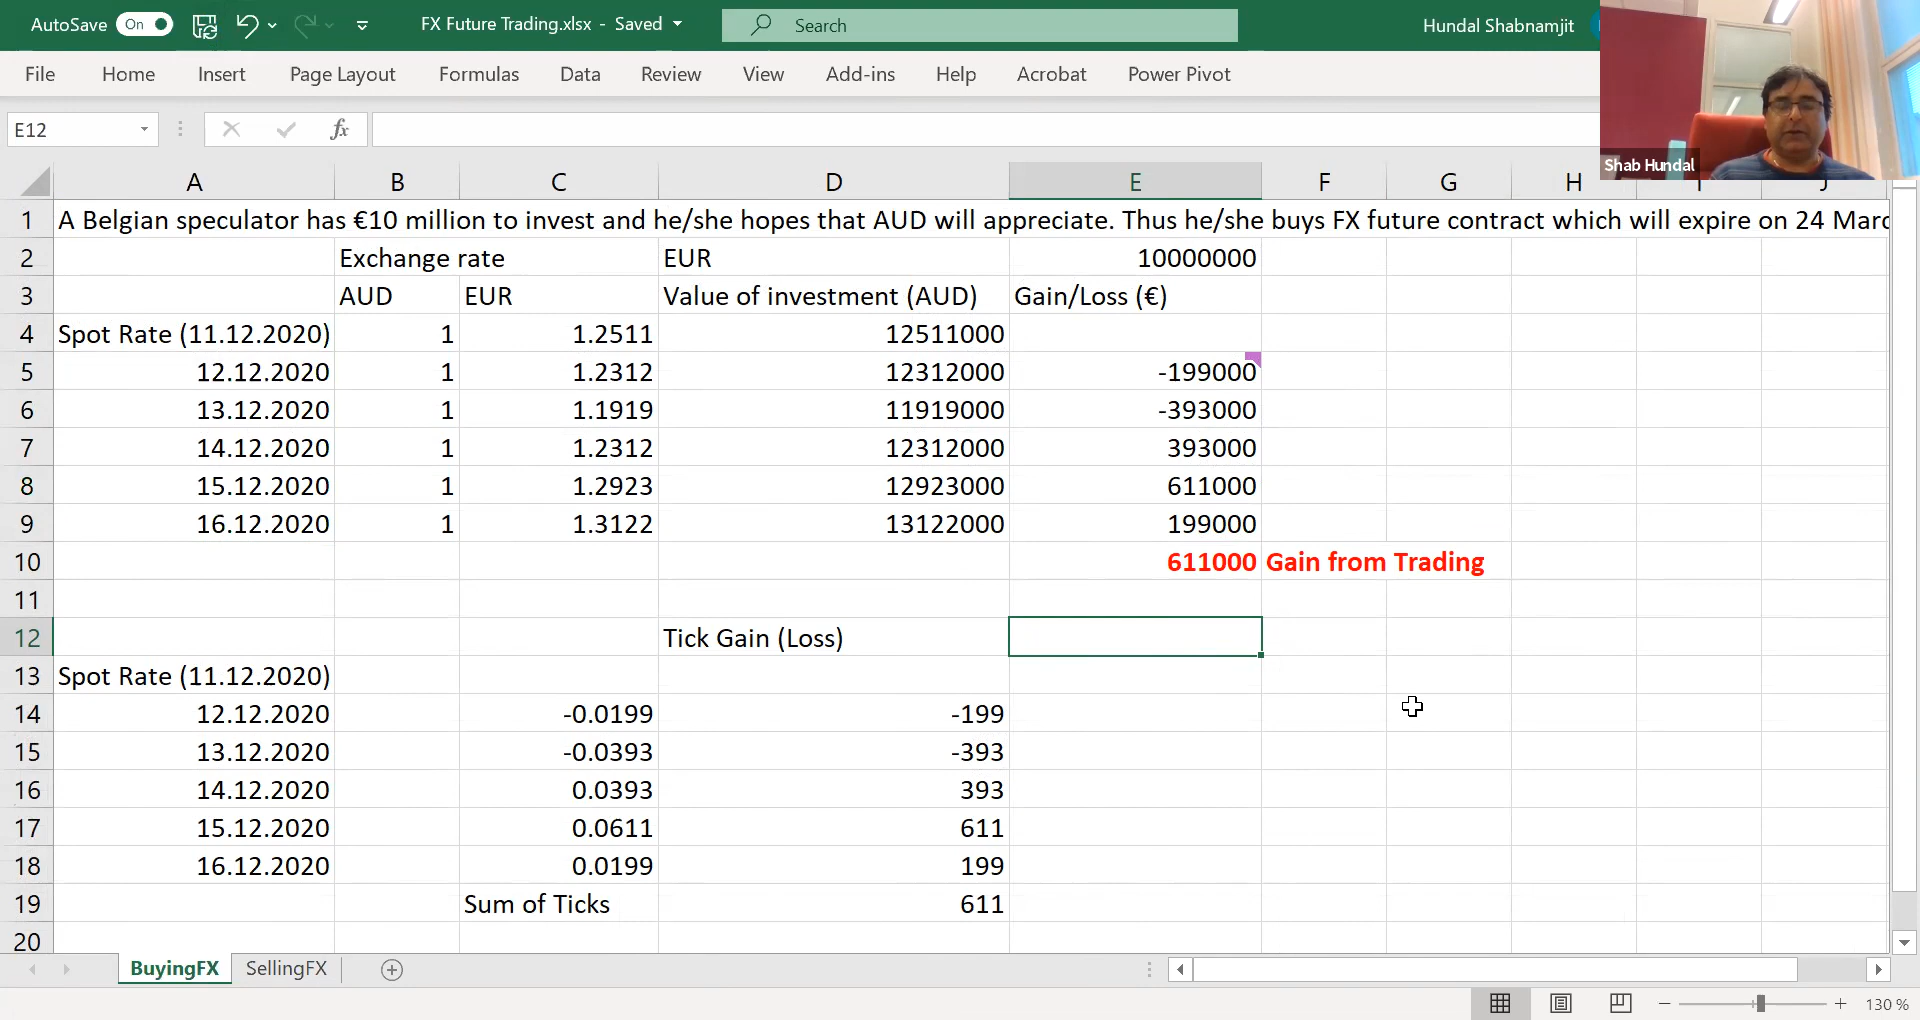 AutoSave On FX Future Trading.xlsx - Saved Search Hundal Shabnamjit
File Home Insert Page Layout Formulas Data Review View Add-ins Help Acrobat Power Pivot
E12 fx
Shab Hundal
A B C D E F G H I J
1 A Belgian speculator has €10 million to invest and he/she hopes that AUD will appreciate. Thus he/she buys FX future contract which will expire on 24 Marc
2 Exchange rate EUR 10000000
3 AUD EUR Value of investment (AUD) Gain/Loss (€)
4 Spot Rate (11.12.2020) 1 1.2511 12511000
5 12.12.2020 1 1.2312 12312000 -199000
6 13.12.2020 1 1.1919 11919000 -393000
7 14.12.2020 1 1.2312 12312000 393000
8 15.12.2020 1 1.2923 12923000 611000
9 16.12.2020 1 1.3122 13122000 199000
10 611000 Gain from Trading
11
12 Tick Gain (Loss)
13 Spot Rate (11.12.2020)
14 12.12.2020 -0.0199 -199
15 13.12.2020 -0.0393 -393
16 14.12.2020 0.0393 393
17 15.12.2020 0.0611 611
18 16.12.2020 0.0199 199
19 Sum of Ticks 611
20
BuyingFX SellingFX
130 %